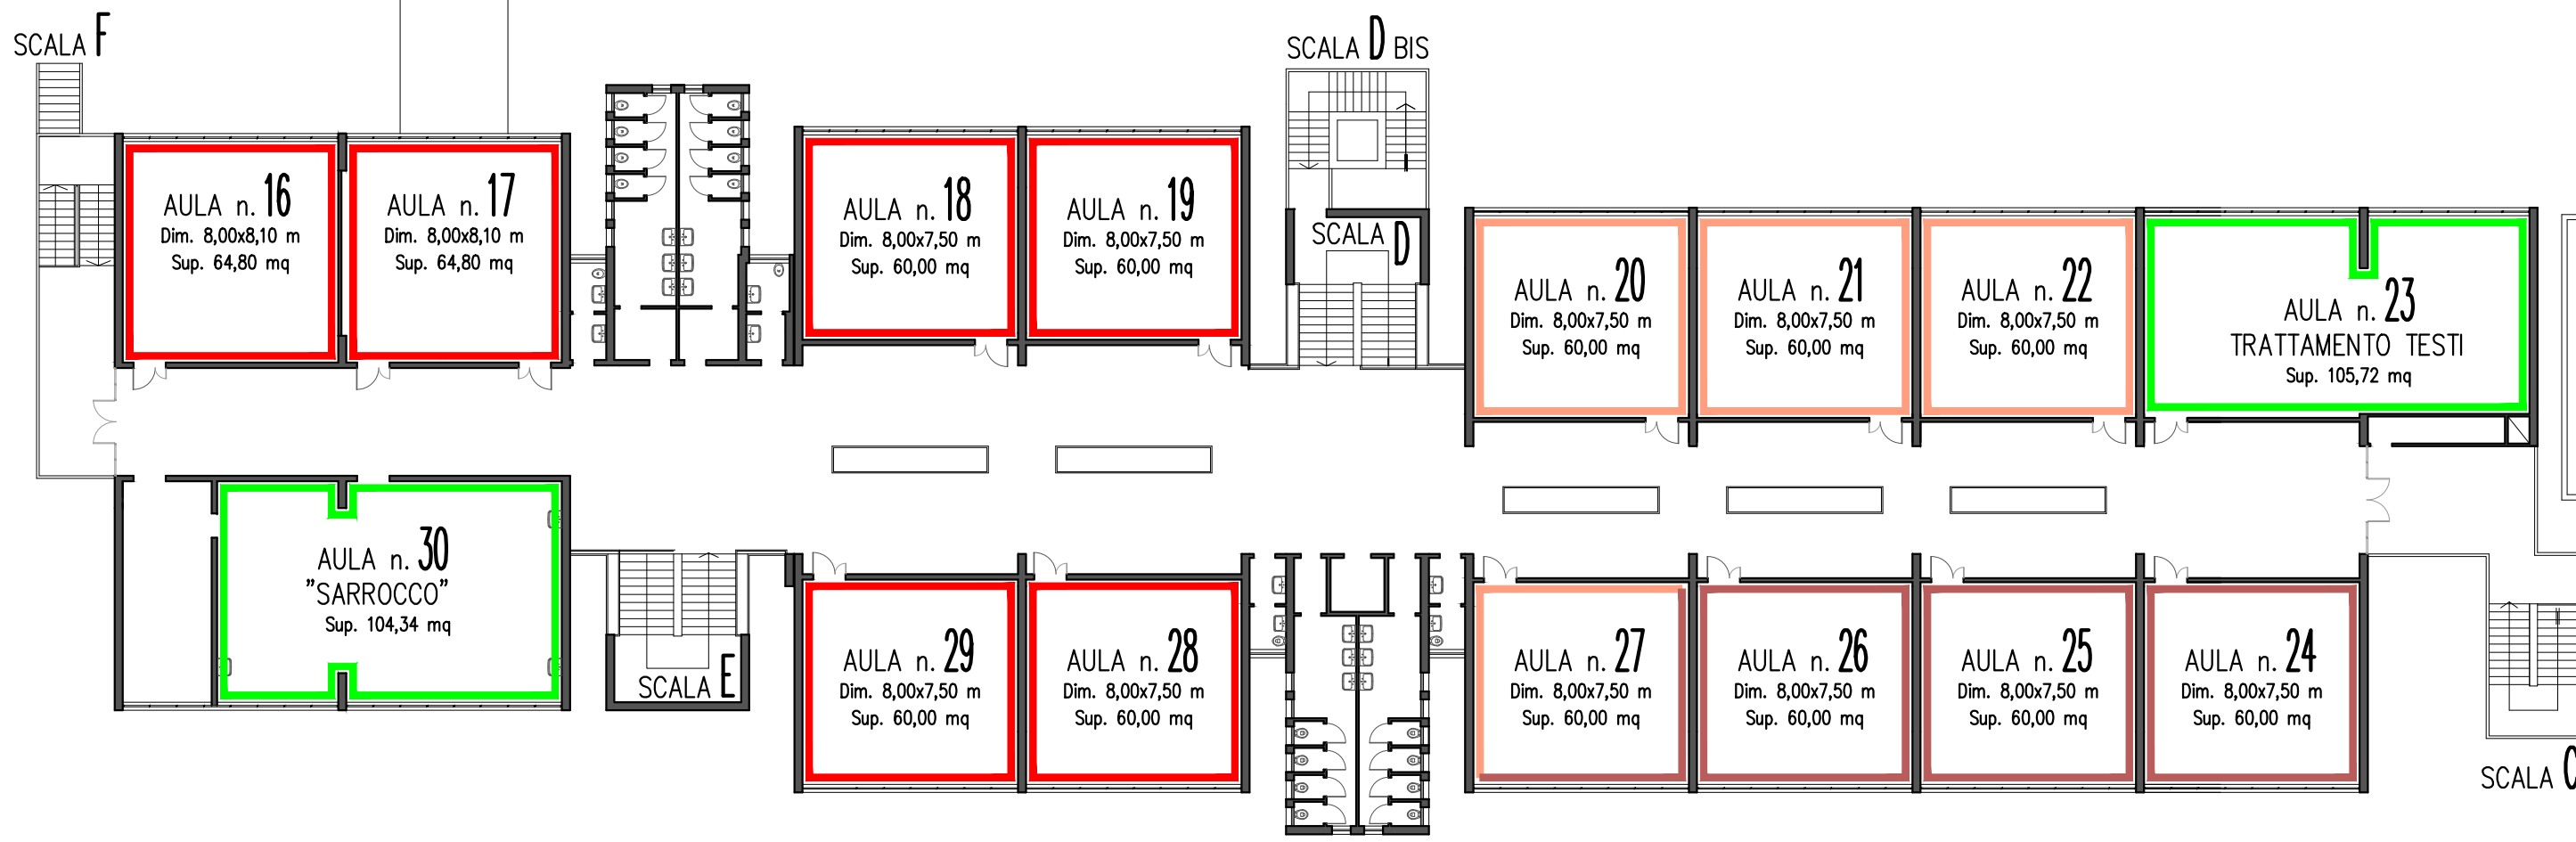 SCALA F
SCALA D BIS
AULA n. 16
Dim. 8,00x8,10 m
Sup. 64,80 mq
AULA n. 17
Dim. 8,00x8,10 m
Sup. 64,80 mq
AULA n. 18
Dim. 8,00x7,50 m
Sup. 60,00 mq
AULA n. 19
Dim. 8,00x7,50 m
Sup. 60,00 mq
SCALA D
AULA n. 20
Dim. 8,00x7,50 m
Sup. 60,00 mq
AULA n. 21
Dim. 8,00x7,50 m
Sup. 60,00 mq
AULA n. 22
Dim. 8,00x7,50 m
Sup. 60,00 mq
AULA n. 23
TRATTAMENTO TESTI
Sup. 105,72 mq
AULA n. 30
"SARROCCO"
Sup. 104,34 mq
SCALA E
AULA n. 29
Dim. 8,00x7,50 m
Sup. 60,00 mq
AULA n. 28
Dim. 8,00x7,50 m
Sup. 60,00 mq
AULA n. 27
Dim. 8,00x7,50 m
Sup. 60,00 mq
AULA n. 26
Dim. 8,00x7,50 m
Sup. 60,00 mq
AULA n. 25
Dim. 8,00x7,50 m
Sup. 60,00 mq
AULA n. 24
Dim. 8,00x7,50 m
Sup. 60,00 mq
SCALA C